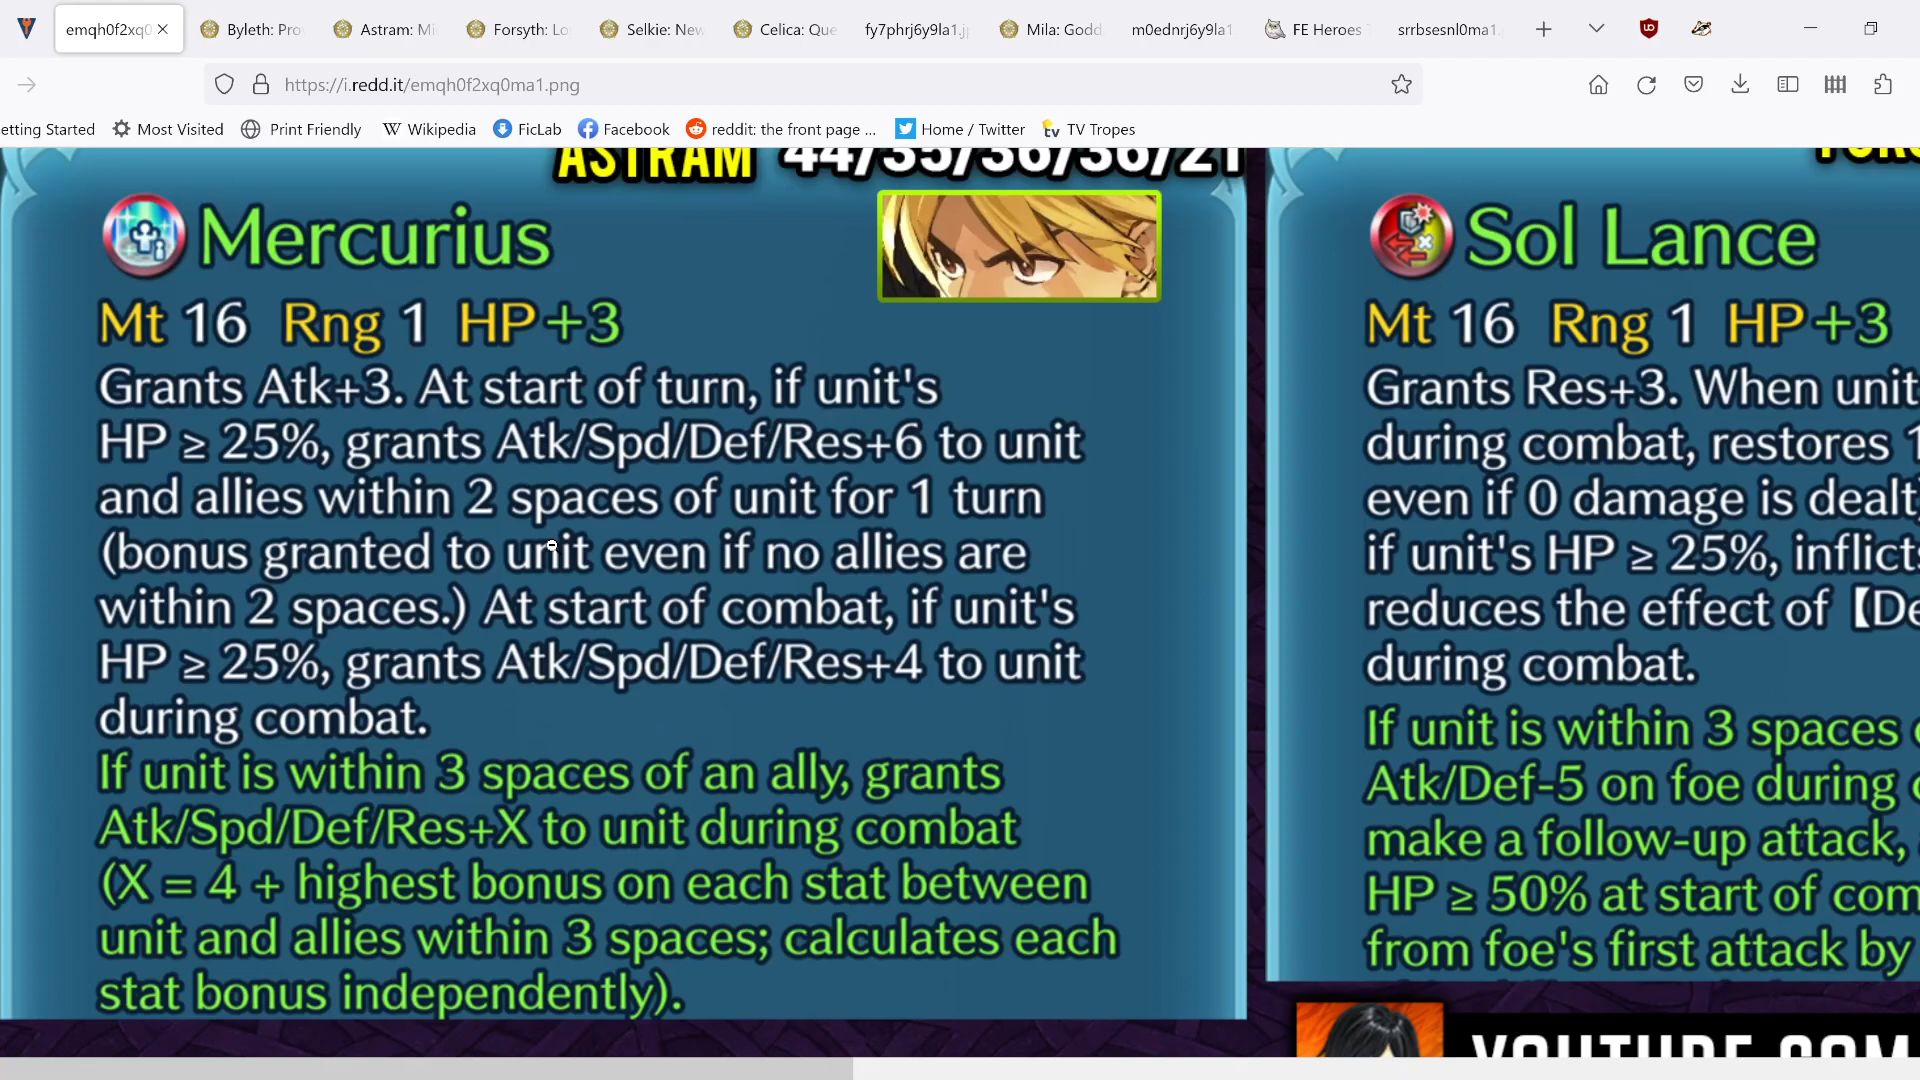 emqh0f2xq0
Byleth: Pro
Astram: Mi
Forsyth: Lo
Selkie: New
Celica: Que
fy7phrj6y9la1.j
Mila: Godd
m0ednrj6y9la1
FE Heroes
srrbsesnl0ma1.
https://i.redd.it/emqh0f2xq0ma1.png
etting Started
Most Visited
Print Friendly
Wikipedia
FicLab
Facebook
reddit: the front page ...
Home / Twitter
TV Tropes
ASTRAM 44/35/36/36/21
Mercurius
Mt 16 Rng 1 HP+3
Grants Atk+3. At start of turn, if unit's
HP ≥ 25%, grants Atk/Spd/Def/Res+6 to unit
and allies within 2 spaces of unit for 1 turn
(bonus granted to unit even if no allies are
within 2 spaces.) At start of combat, if unit's
HP ≥ 25%, grants Atk/Spd/Def/Res+4 to unit
during combat.
If unit is within 3 spaces of an ally, grants
Atk/Spd/Def/Res+X to unit during combat
(X = 4 + highest bonus on each stat between
unit and allies within 3 spaces; calculates each
stat bonus independently).
Sol Lance
Mt 16 Rng 1 HP+3
Grants Res+3. When unit
during combat, restores 1
even if 0 damage is dealt
if unit's HP ≥ 25%, inflicts
reduces the effect of【De
during combat.
If unit is within 3 spaces
Atk/Def-5 on foe during
make a follow-up attack,
HP ≥ 50% at start of com
from foe's first attack by
YOUTUBE.COM